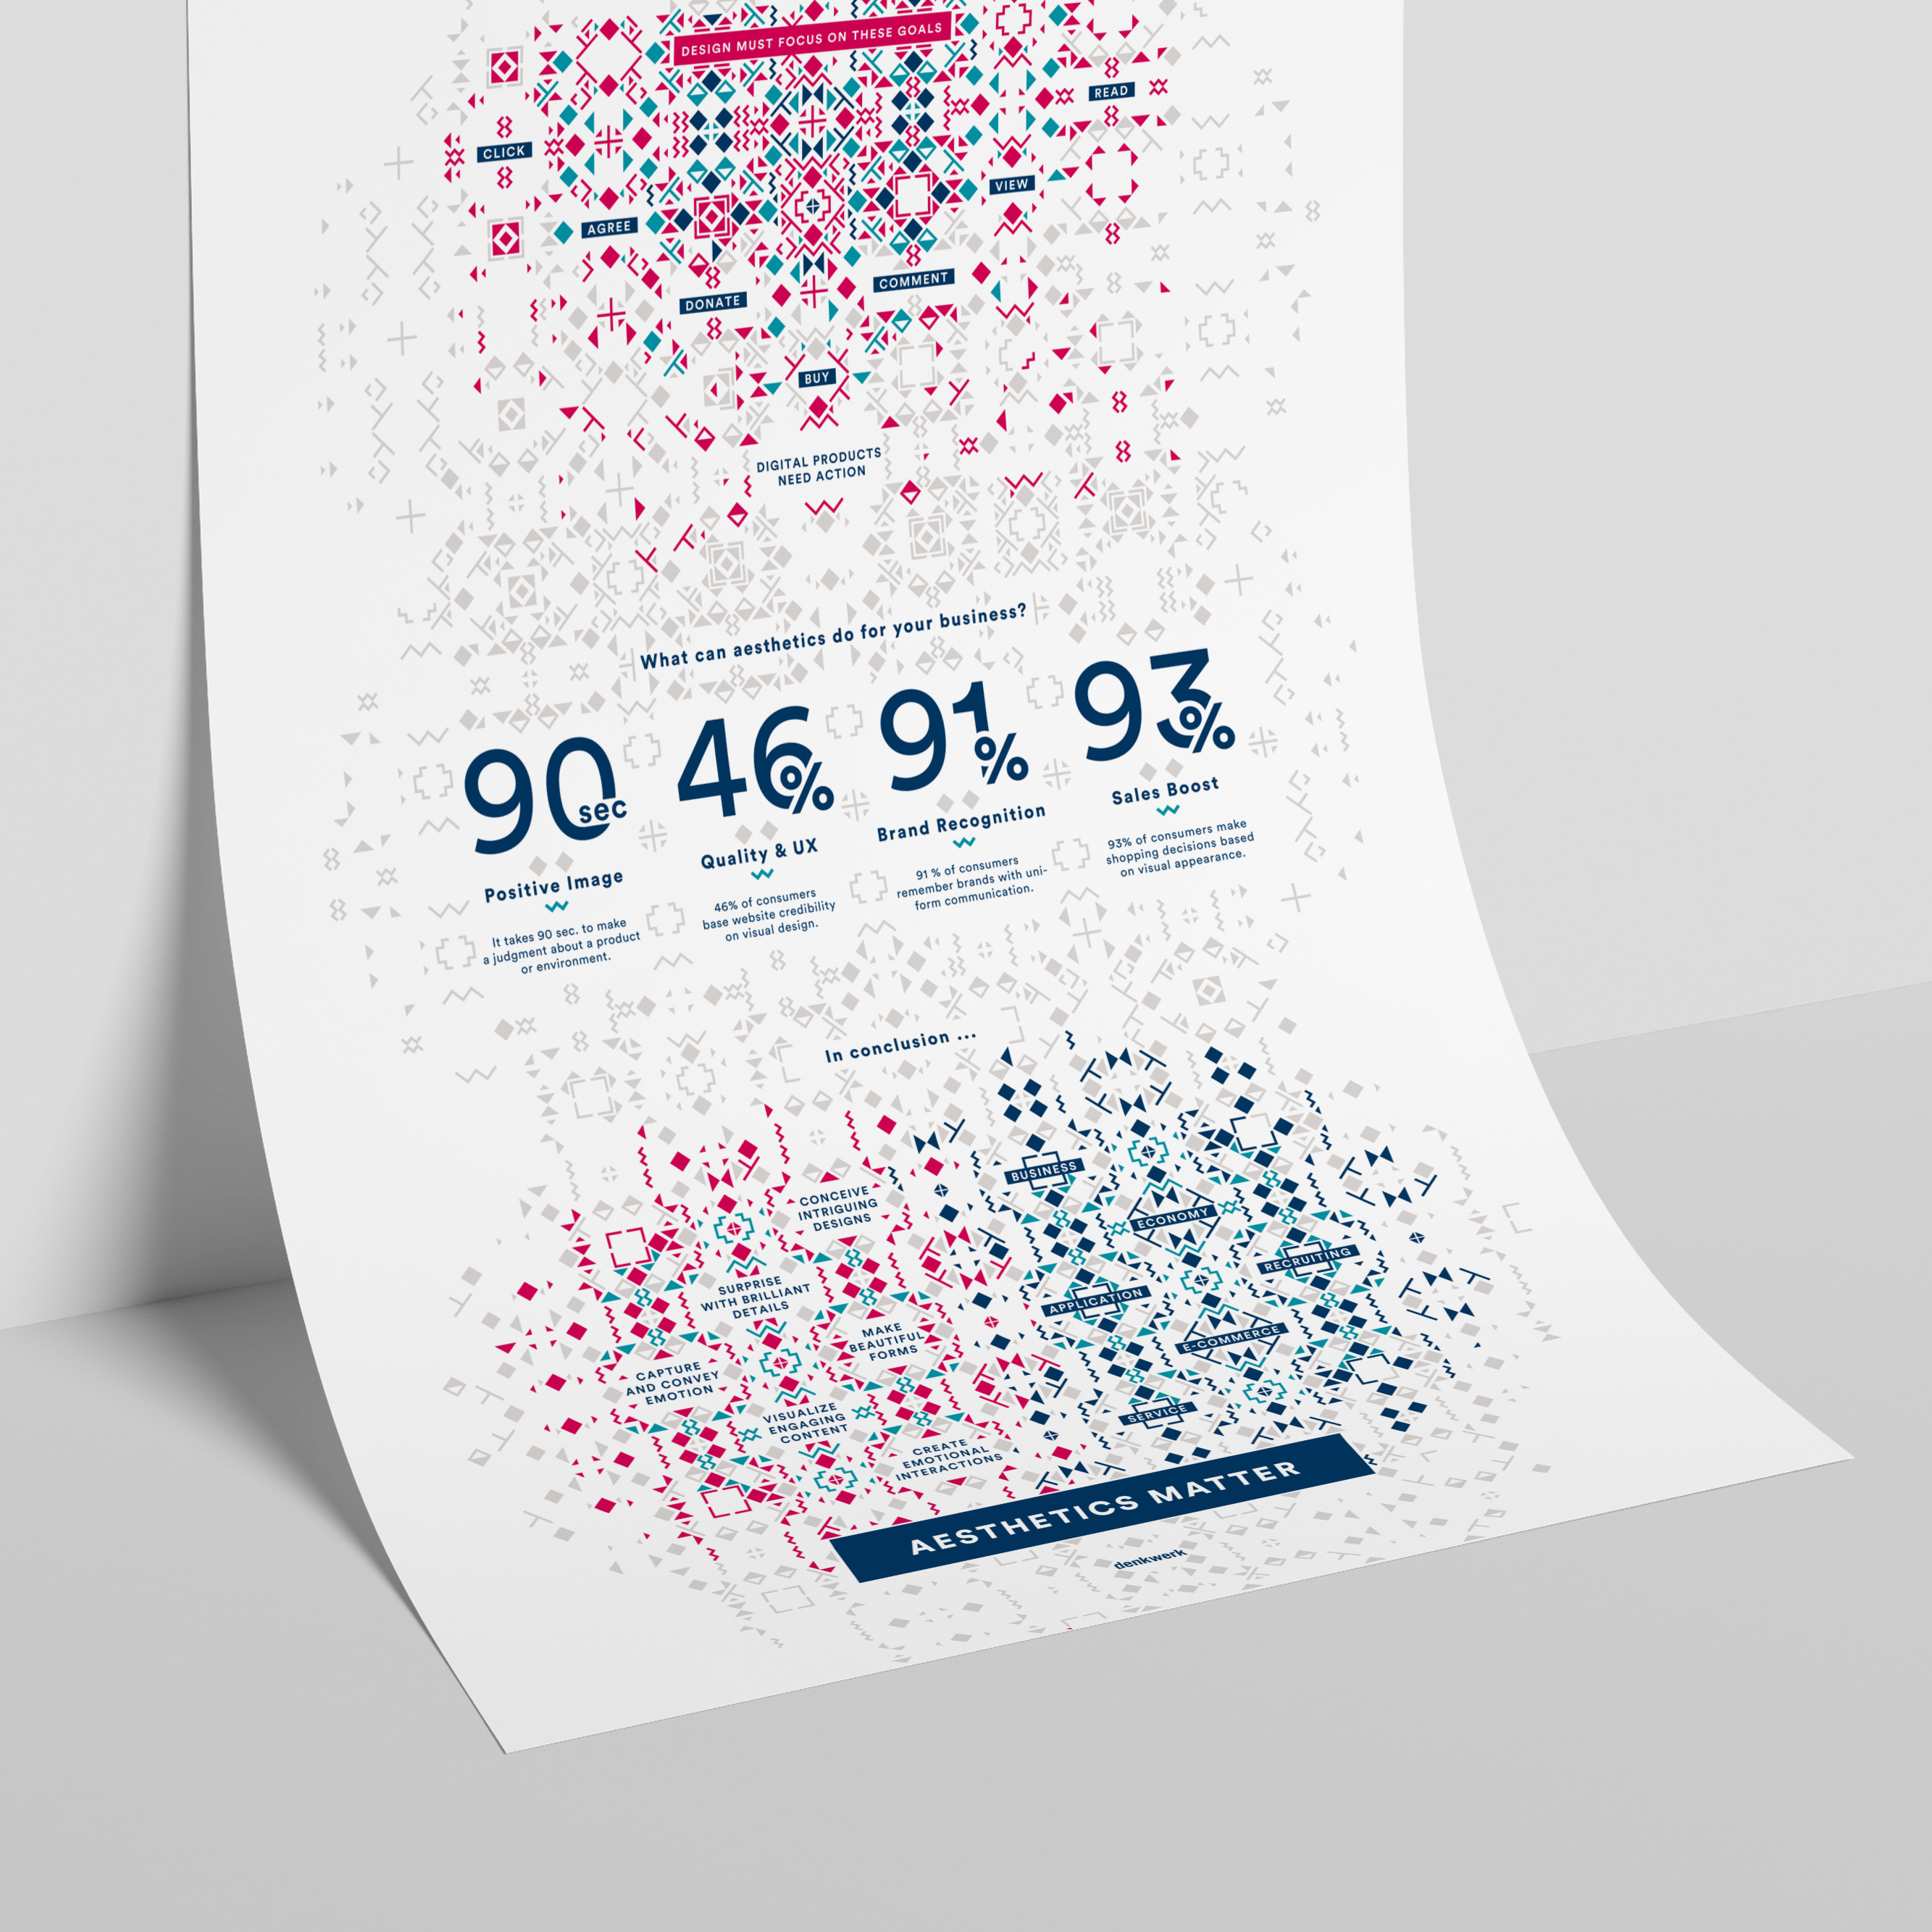 DESIGN MUST FOCUS ON THESE GOALS
READ
CLICK
VIEW
AGREE
COMMENT
DONATE
BUY
DIGITAL PRODUCTS
NEED ACTION
What can aesthetics do for your business?
90 sec
Positive Image
It takes 90 sec. to make
a judgment about a product
or environment.
46%
Quality & UX
46% of consumers
base website credibility
on visual design.
91%
Brand Recognition
91 % of consumers
remember brands with uni-
form communication.
93%
Sales Boost
93% of consumers make
shopping decisions based
on visual appearance.
In conclusion ...
CONCEIVE
INTRIGUING
DESIGNS
SURPRISE
WITH BRILLIANT
DETAILS
MAKE
BEAUTIFUL
FORMS
CAPTURE
AND CONVEY
EMOTION
VISUALIZE
ENGAGING
CONTENT
CREATE
EMOTIONAL
INTERACTIONS
BUSINESS
ECONOMY
RECRUITING
APPLICATION
E-COMMERCE
SERVICE
AESTHETICS MATTER
denkwerk